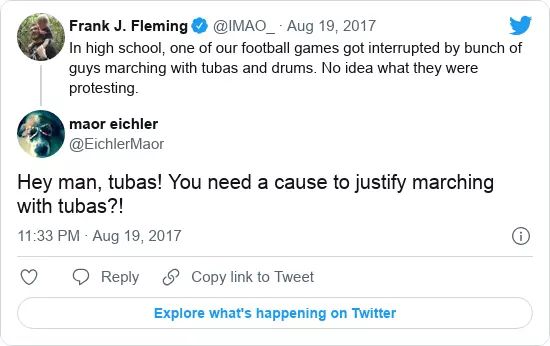 Frank J. Fleming @IMAO_ · Aug 19, 2017
In high school, one of our football games got interrupted by bunch of
guys marching with tubas and drums. No idea what they were
protesting.
maor eichler
@EichlerMaor
Hey man, tubas! You need a cause to justify marching
with tubas?!
11:33 PM · Aug 19, 2017
Reply Copy link to Tweet
Explore what's happening on Twitter